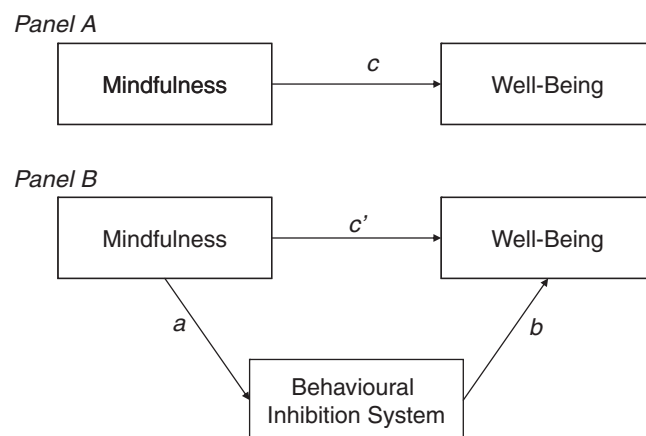 Panel A
Mindfulness
c
Well-Being
Panel B
Mindfulness
c'
Well-Being
a
b
Behavioural
Inhibition System